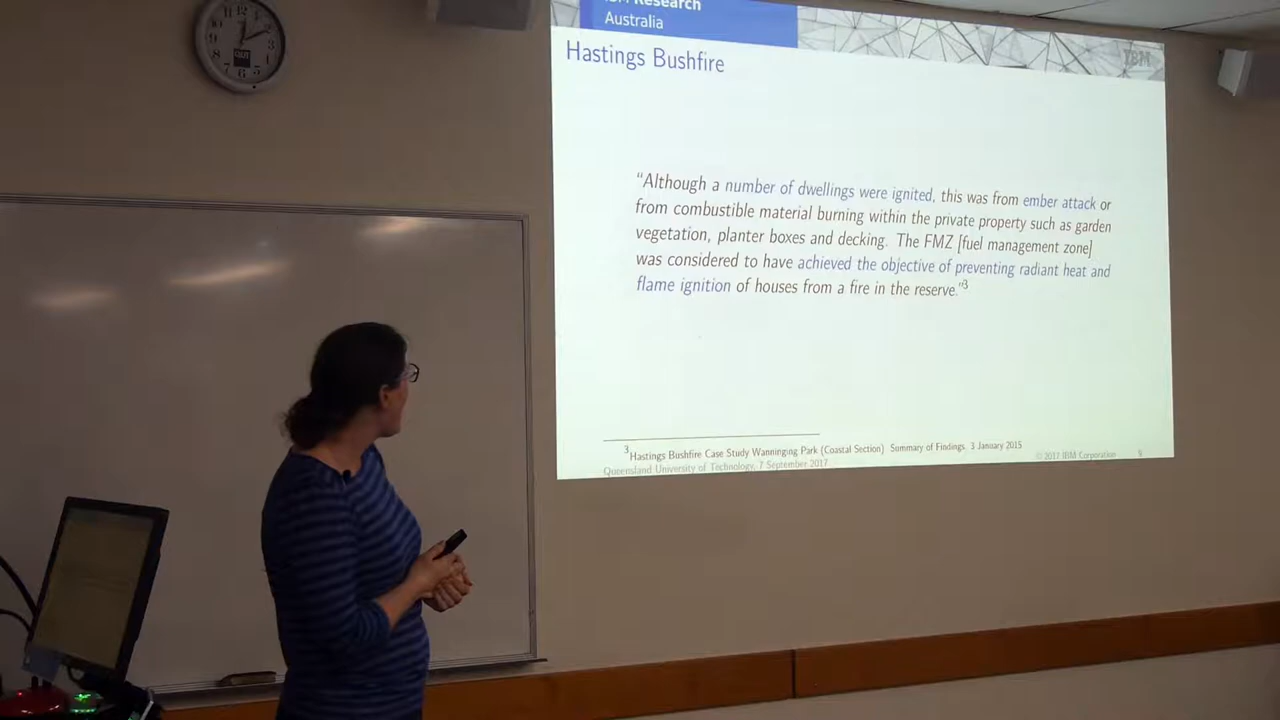 Research
Australia
IBM
Hastings Bushfire
“Although a number of dwellings were ignited, this was from ember attack or
from combustible material burning within the private property such as garden
vegetation, planter boxes and decking. The FMZ [fuel management zone]
was considered to have achieved the objective of preventing radiant heat and
flame ignition of houses from a fire in the reserve.”3
3Hastings Bushfire Case Study Wanninging Park (Coastal Section) Summary of Findings. 3 January 2015
Queensland University of Technology, 7 September 2017
© 2017 IBM Corporation